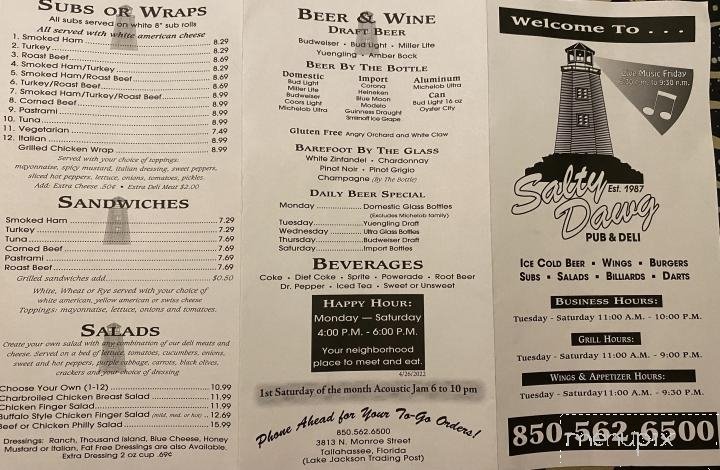 SUBS OR WRAPS
All subs served on white 8" sub rolls
All served with white american cheese
1. Smoked Ham 8.29
2. Turkey 8.29
3. Roast Beef 8.69
4. Smoked Ham/Turkey 8.29
5. Smoked Ham/Roast Beef 8.69
6. Turkey/Roast Beef 8.69
7. Smoked Ham/Turkey/Roast Beef 8.99
8. Corned Beef 8.99
9. Pastrami 8.99
10. Tuna 8.99
11. Vegetarian 7.49
12. Italian 8.99
Grilled Chicken Wrap 8.99
Served with your choice of toppings:
mayonnaise, spicy mustard, italian dressing, sweet peppers,
sliced hot peppers, lettuce, onions, tomatoes, pickles.
Add: Extra Cheese .50¢ • Extra Deli Meat $2.00
SANDWICHES
Smoked Ham 7.29
Turkey 7.29
Tuna 7.69
Corned Beef 7.69
Pastrami 7.69
Roast Beef 7.69
Grilled sandwiches add $0.50
White, Wheat or Rye served with your choice of
white american, yellow american or swiss cheese
Toppings: mayonnaise, lettuce, onions and tomatoes.
SALADS
Create your own salad with any combination of our deli meats and
cheese. Served on a bed of lettuce, tomatoes, cucumbers, onions,
sweet and hot peppers, purple cabbage, carrots, black olives,
crackers and your choice of dressing
Choose Your Own (1-12) 10.99
Charbroiled Chicken Breast Salad 11.99
Chicken Finger Salad 11.99
Buffalo Style Chicken Finger Salad (mild, med, or hot) 12.69
Beef or Chicken Philly Salad 15.99
Dressings: Ranch, Thousand Island, Blue Cheese, Honey
Mustard or Italian, Fat Free Dressings are also Available.
Extra Dressing 2 oz cup .69¢
BEER & WINE
DRAFT BEER
Budweiser • Bud Light • Miller Lite
Yuengling • Amber Bock
BEER BY THE BOTTLE
Domestic
Bud Light
Miller Lite
Budweiser
Coors Light
Michelob Ultra
Import
Corona
Heineken
Blue Moon
Modelo
Guinness Draught
Smirnoff Ice Grape
Aluminum
Michelob Ultra
Can
Bud Light 16 oz
Oyster City
Gluten Free Angry Orchard and White Claw
BAREFOOT BY THE GLASS
White Zinfandel • Chardonnay
Pinot Noir • Pinot Grigio
Champagne (By The Bottle)
DAILY BEER SPECIAL
Monday Domestic Glass Bottles
(Excludes Michelob family)
Tuesday Yuengling Draft
Wednesday Ultra Glass Bottles
Thursday Budweiser Draft
Saturday Import Bottles
BEVERAGES
Coke • Diet Coke • Sprite • Powerade • Root Beer
Dr. Pepper • Iced Tea • Sweet or Unsweet
HAPPY HOUR:
Monday — Saturday
4:00 P.M. - 6:00 P.M.
Your neighborhood
place to meet and eat.
4/26/2022
1st Saturday of the month Acoustic Jam 6 to 10 pm
Phone Ahead for Your To-Go Orders!
850.562.6500
3813 N. Monroe Street
Tallahassee, Florida
(Lake Jackson Trading Post)
Welcome To . . .
Live Music Friday
6:30 p.m. to 9:30 p.m.
Salty
Est. 1987
Dawg
PUB & DELI
ICE COLD BEER • WINGS • BURGERS
SUBS • SALADS • BILLIARDS • DARTS
BUSINESS HOURS:
Tuesday - Saturday 11:00 A.M. - 10:00 P.M.
GRILL HOURS:
Tuesday - Saturday 11:00 A.M. - 9:00 P.M.
WINGS & APPETIZER HOURS:
Tuesday - Saturday 11:00 A.M. - 9:30 P.M.
850-562-6500
menupix